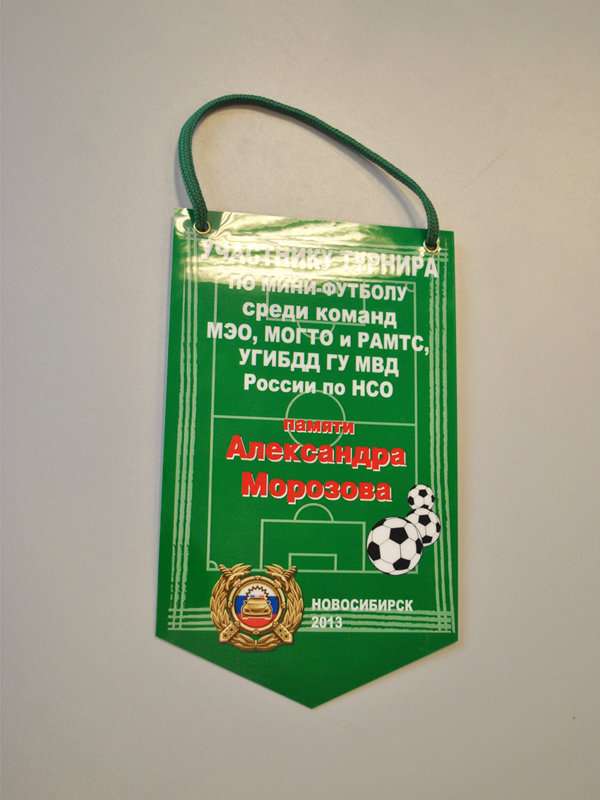 УЧАСТНИКУ ТУРНИРА
ПО МИНИ-ФУТБОЛУ
среди команд
МЭО, МОГТО и РАМТС,
УГИБДД ГУ МВД
России по НСО
памяти
Александра
Морозова
НОВОСИБИРСК
2013